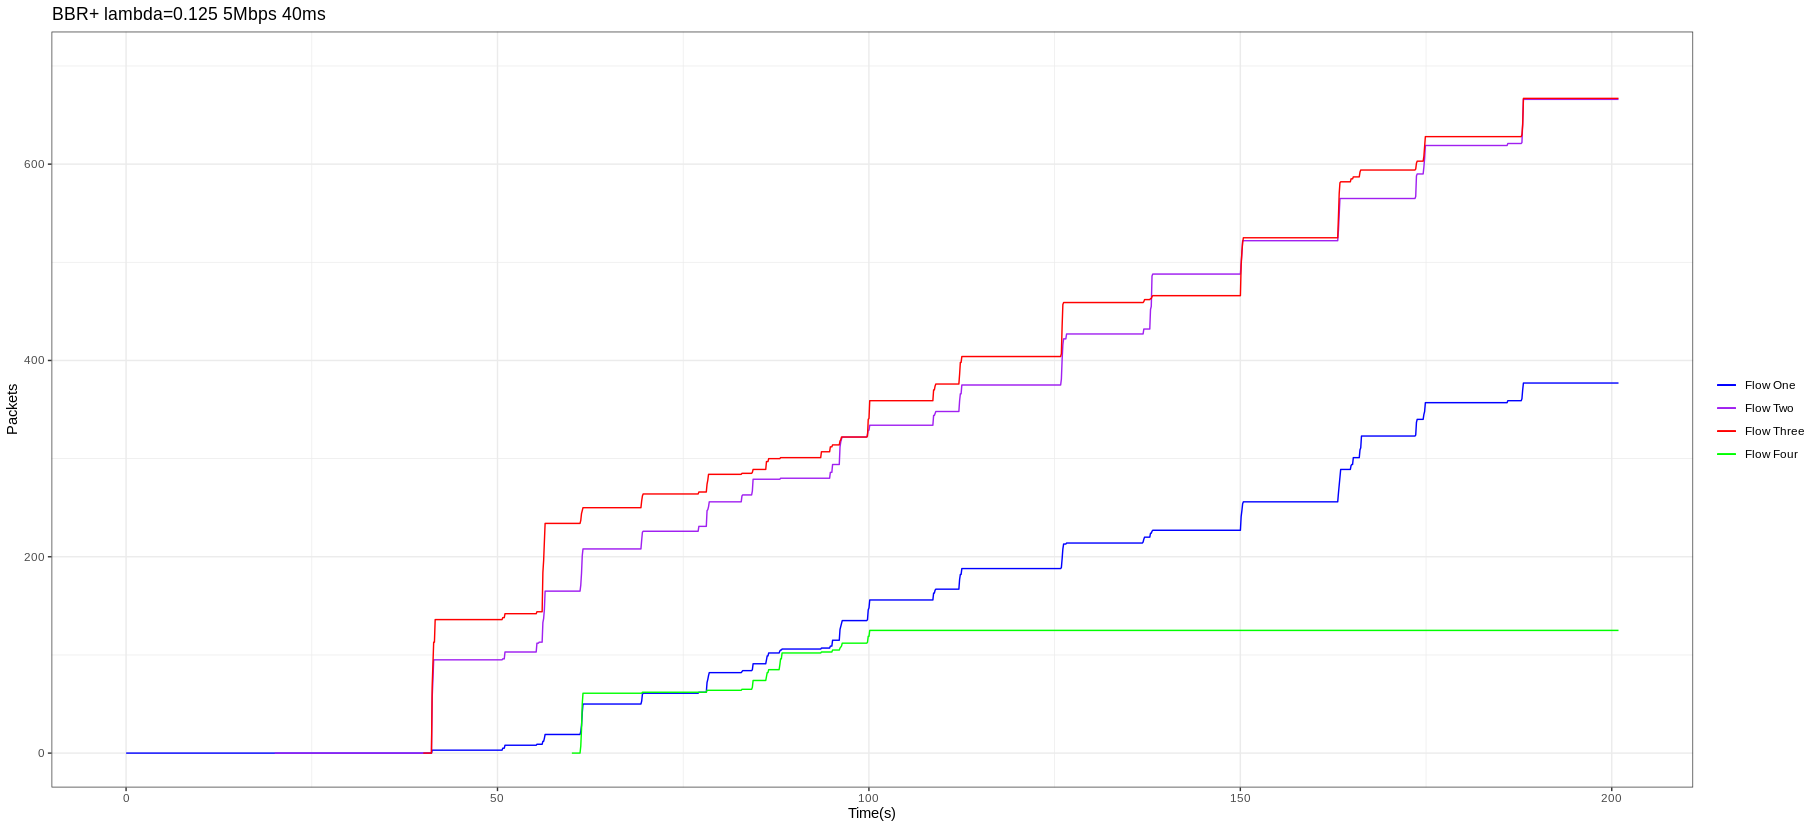 BBR+ lambda=0.125 5Mbps 40ms
600
400
200
0
Packets
0 50 100 150 200
Time(s)
Flow One
Flow Two
Flow Three
Flow Four